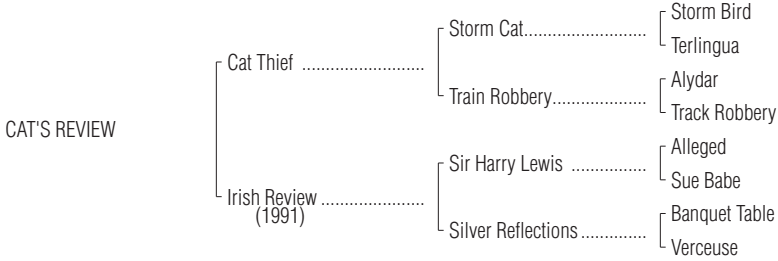 Storm Bird
Storm Cat..........................
Terlingua
Cat Thief ..........................
Alydar
Train Robbery....................
Track Robbery
CAT'S REVIEW
Alleged
Sir Harry Lewis ................
Sue Babe
Irish Review ......................
(1991)
Banquet Table
Silver Reflections..............
Verceuse